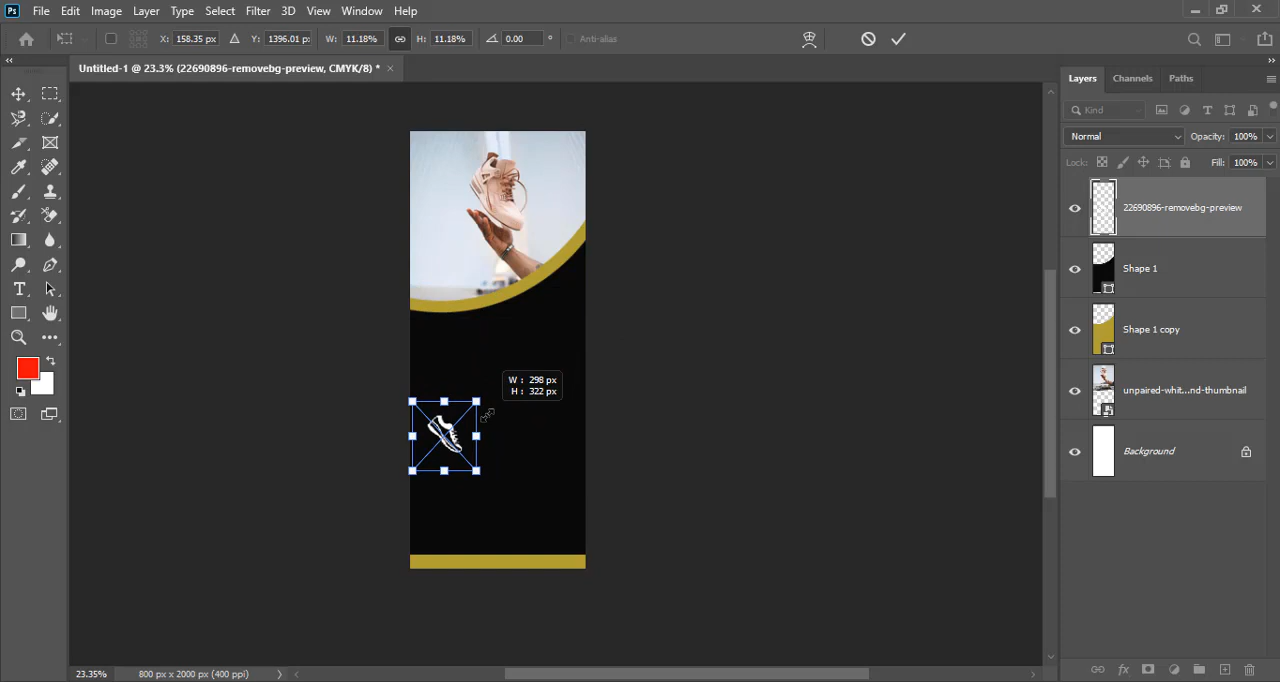 Ps File Edit Image Layer Type Select Filter 3D View Window Help
X: 158.35 px Y: 1396.01 p W: 11.18% H: 11.18% 0.00 ° Anti-alias
Untitled-1 @ 23.3% (22690896-removebg-preview, CMYK/8) * ×
Layers Channels Paths
Kind
Normal Opacity: 100%
Lock: Fill: 100%
22690896-removebg-preview
Shape 1
Shape 1 copy
unpaired-whit...nd-thumbnail
Background
W : 298 px
H : 322 px
23.35% 800 px x 2000 px (400 ppi)